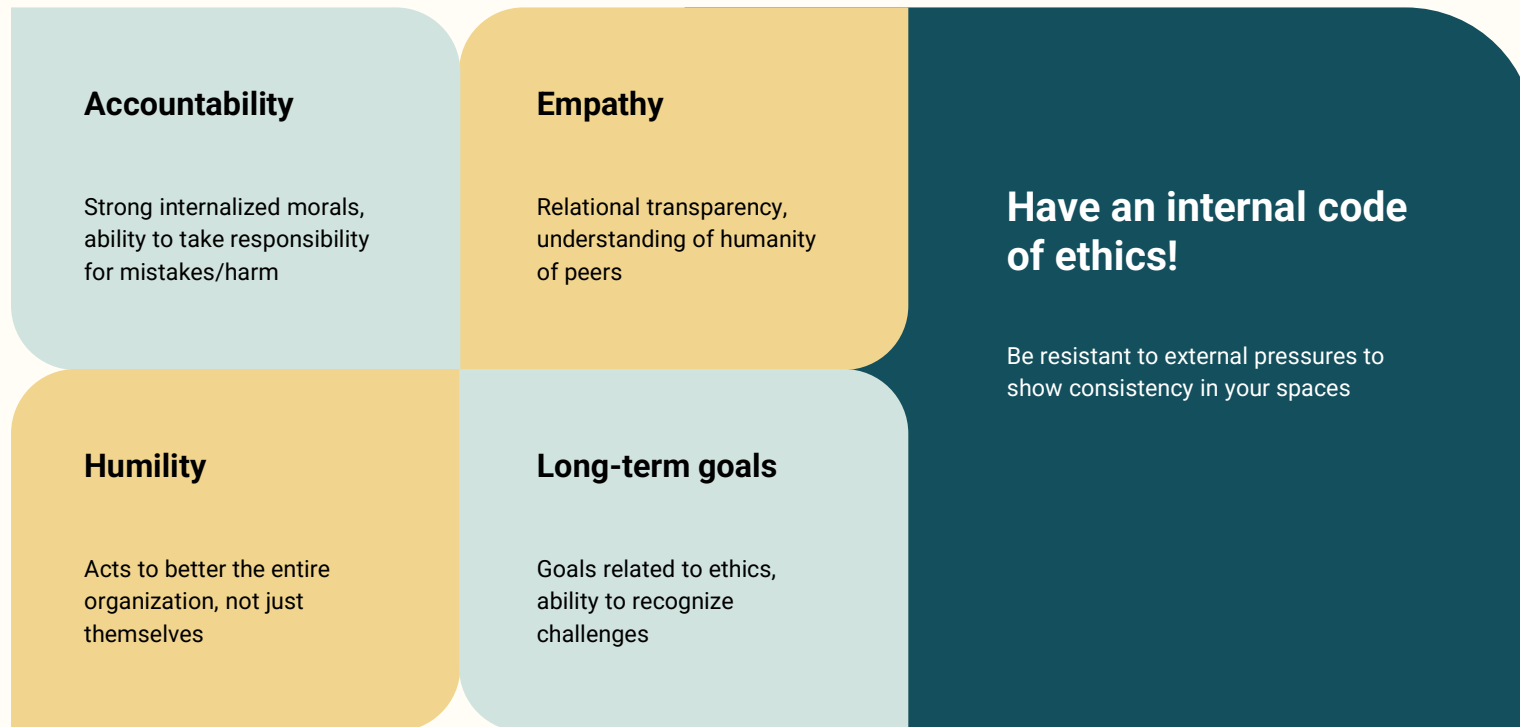 Accountability
Strong internalized morals,
ability to take responsibility
for mistakes/harm
Empathy
Relational transparency,
understanding of humanity
of peers
Humility
Acts to better the entire
organization, not just
themselves
Long-term goals
Goals related to ethics,
ability to recognize
challenges
Have an internal code
of ethics!
Be resistant to external pressures to
show consistency in your spaces